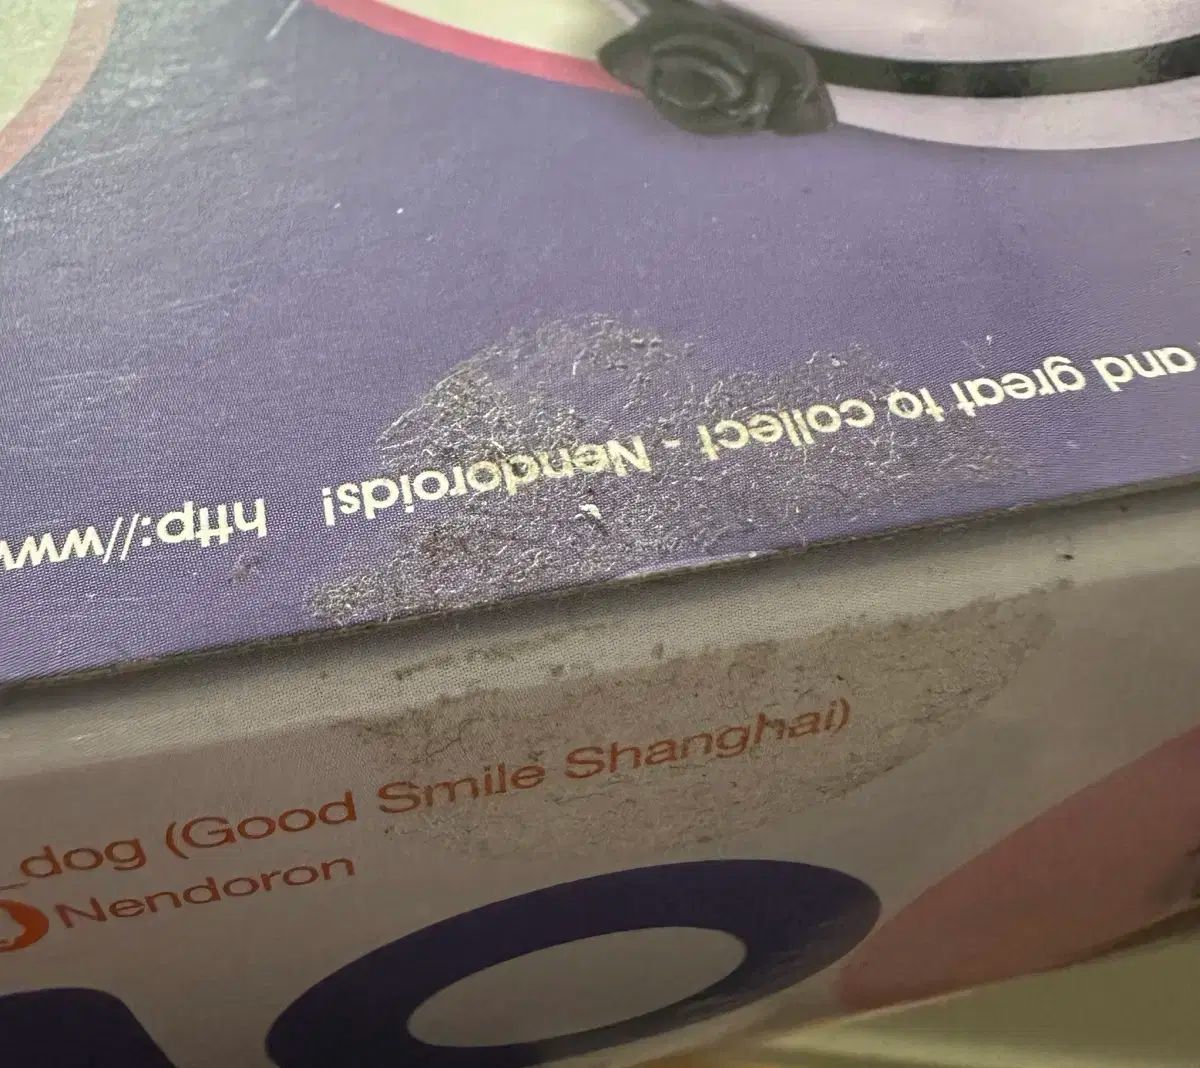 and great to collect - Nendoroids!   http://www
_dog (Good Smile Shanghai)
Nendoron